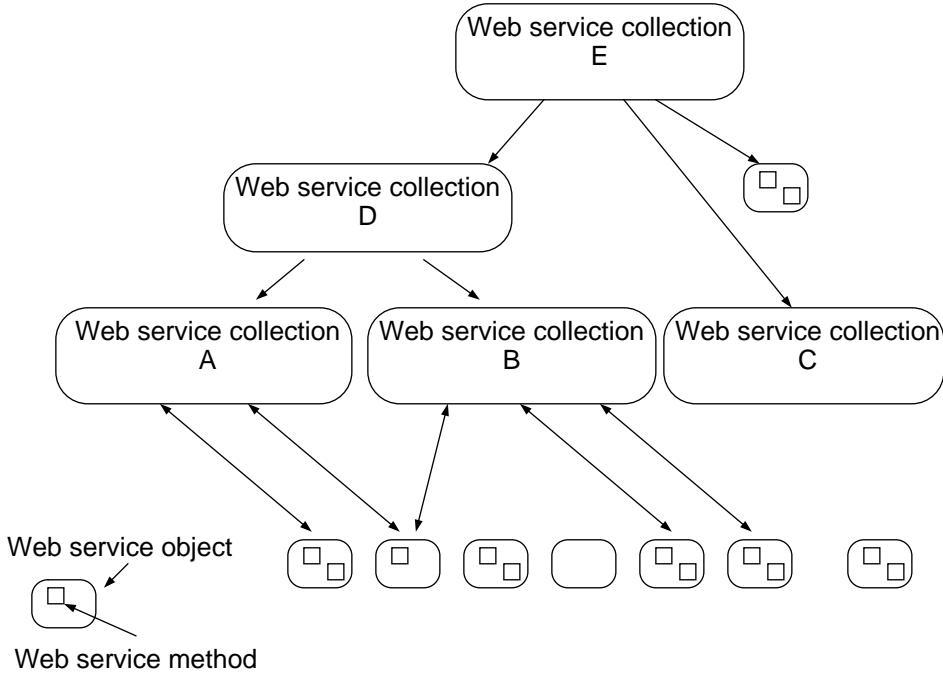 Web service collection
E
Web service collection
D
Web service collection
A
Web service collection
B
Web service collection
C
Web service object
Web service method